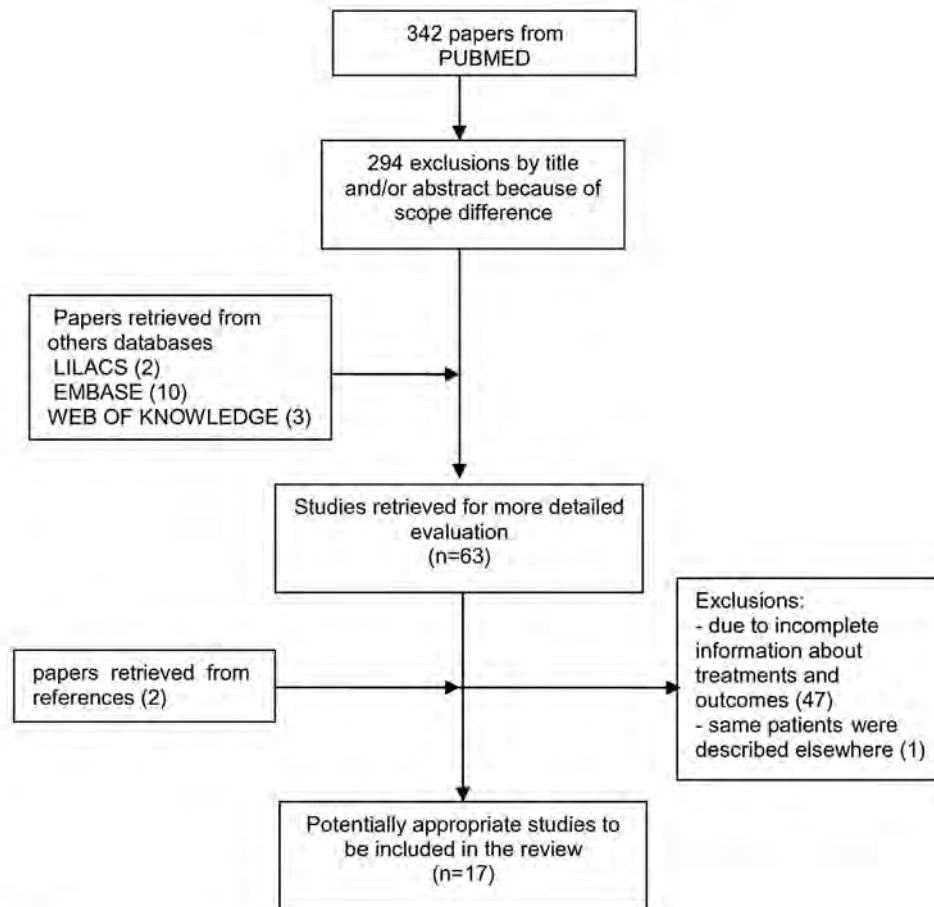 342 papers from
PUBMED
294 exclusions by title
and/or abstract because of
scope difference
Papers retrieved from
others databases
LILACS (2)
EMBASE (10)
WEB OF KNOWLEDGE (3)
Studies retrieved for more detailed
evaluation
(n=63)
papers retrieved from
references (2)
Exclusions:
- due to incomplete
information about
treatments and
outcomes (47)
- same patients were
described elsewhere (1)
Potentially appropriate studies to
be included in the review
(n=17)